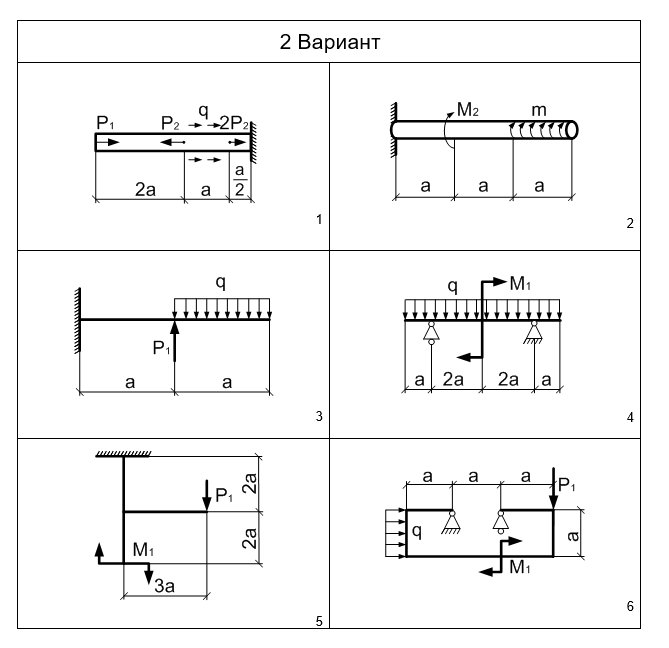 2 Вариант
q
P₁ P₂ 2P₂
2a a a/2
1
M₂ m
a a a
2
q
P₁
a a
3
q M₁
a 2a 2a a
4
P₁
2a
2a
M₁
3a
5
a a a P₁
q a
M₁
6